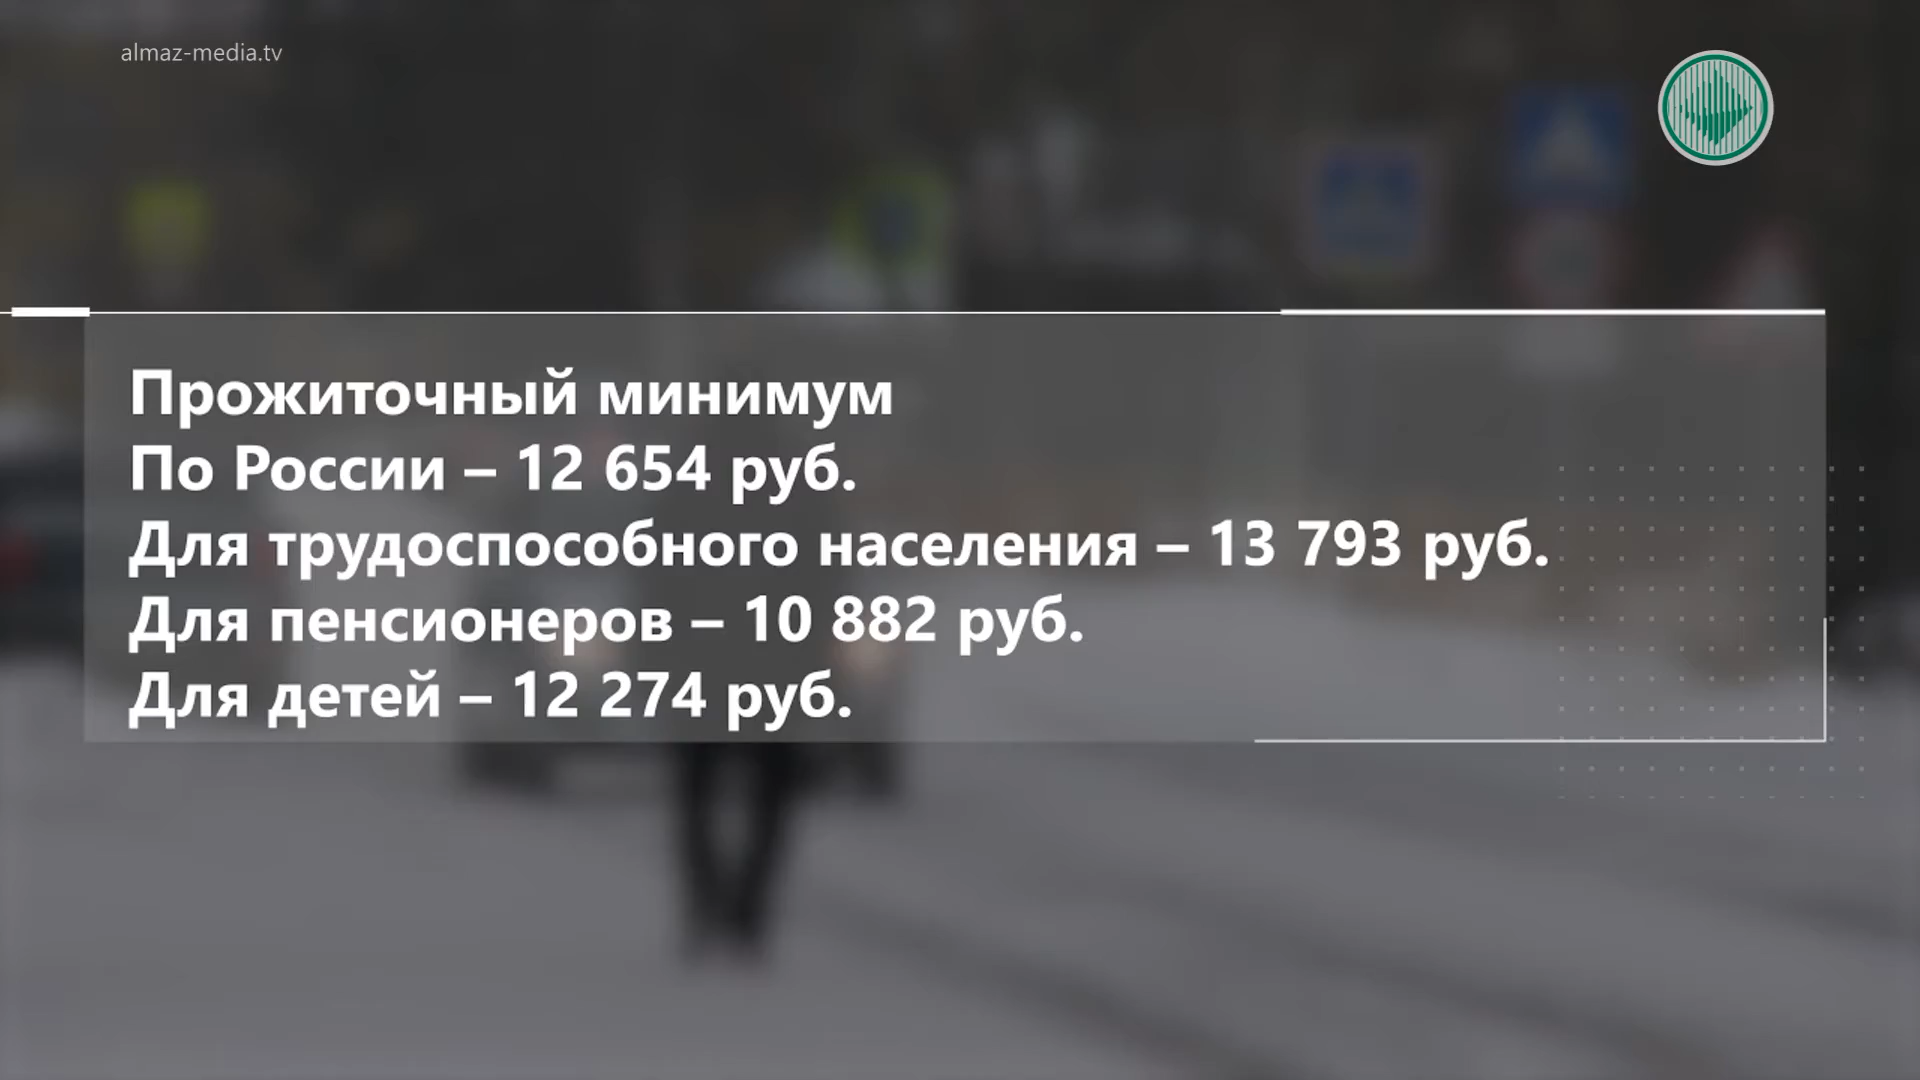 almaz-media.tv
Прожиточный минимум
По России – 12 654 руб.
Для трудоспособного населения – 13 793 руб.
Для пенсионеров – 10 882 руб.
Для детей – 12 274 руб.